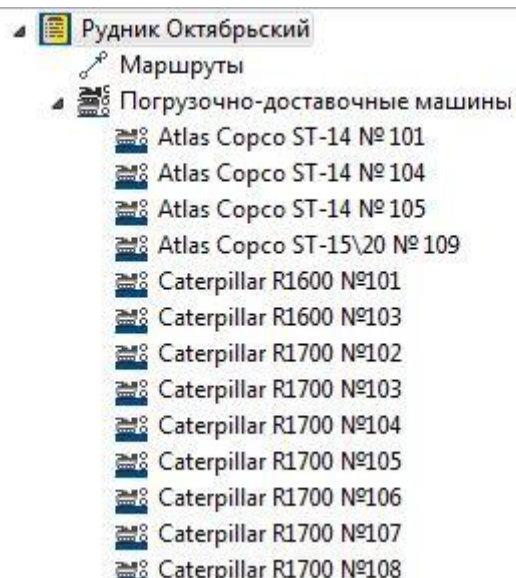 Рудник Октябрьский
Маршруты
Погрузочно-доставочные машины
Atlas Copco ST-14 № 101
Atlas Copco ST-14 № 104
Atlas Copco ST-14 № 105
Atlas Copco ST-15\20 № 109
Caterpillar R1600 №101
Caterpillar R1600 №103
Caterpillar R1700 №102
Caterpillar R1700 №103
Caterpillar R1700 №104
Caterpillar R1700 №105
Caterpillar R1700 №106
Caterpillar R1700 №107
Caterpillar R1700 №108